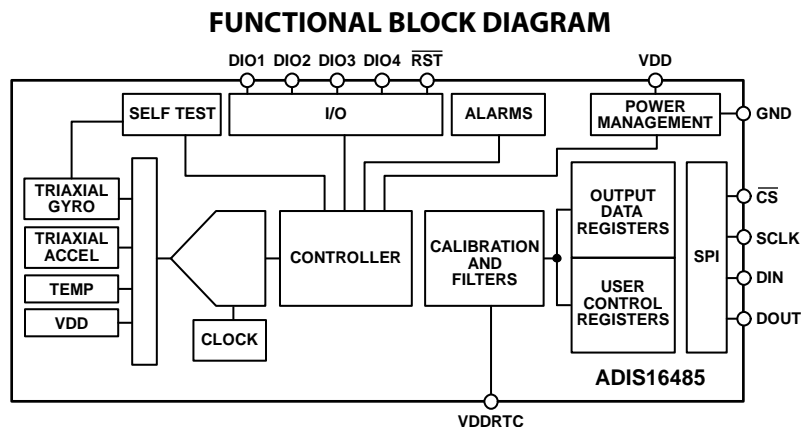 FUNCTIONAL BLOCK DIAGRAM
DIO1 DIO2 DIO3 DIO4 RST VDD
SELF TEST
I/O
ALARMS
POWER
MANAGEMENT
GND
TRIAXIAL
GYRO
TRIAXIAL
ACCEL
TEMP
VDD
CLOCK
CONTROLLER
CALIBRATION
AND
FILTERS
OUTPUT
DATA
REGISTERS
USER
CONTROL
REGISTERS
SPI
CS
SCLK
DIN
DOUT
ADIS16485
VDDRTC